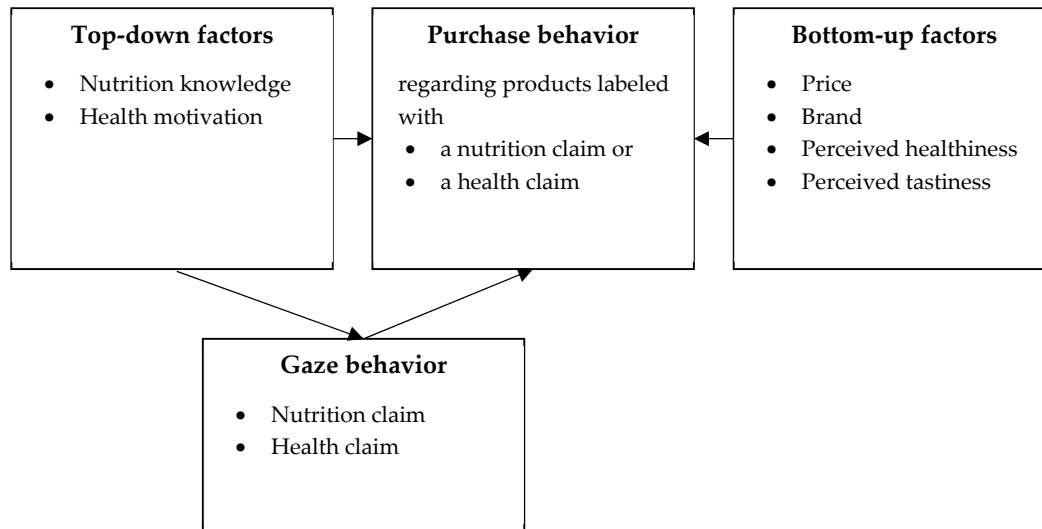 Top-down factors
• Nutrition knowledge
• Health motivation
Purchase behavior
regarding products labeled
with
• a nutrition claim or
• a health claim
Bottom-up factors
• Price
• Brand
• Perceived healthiness
• Perceived tastiness
Gaze behavior
• Nutrition claim
• Health claim